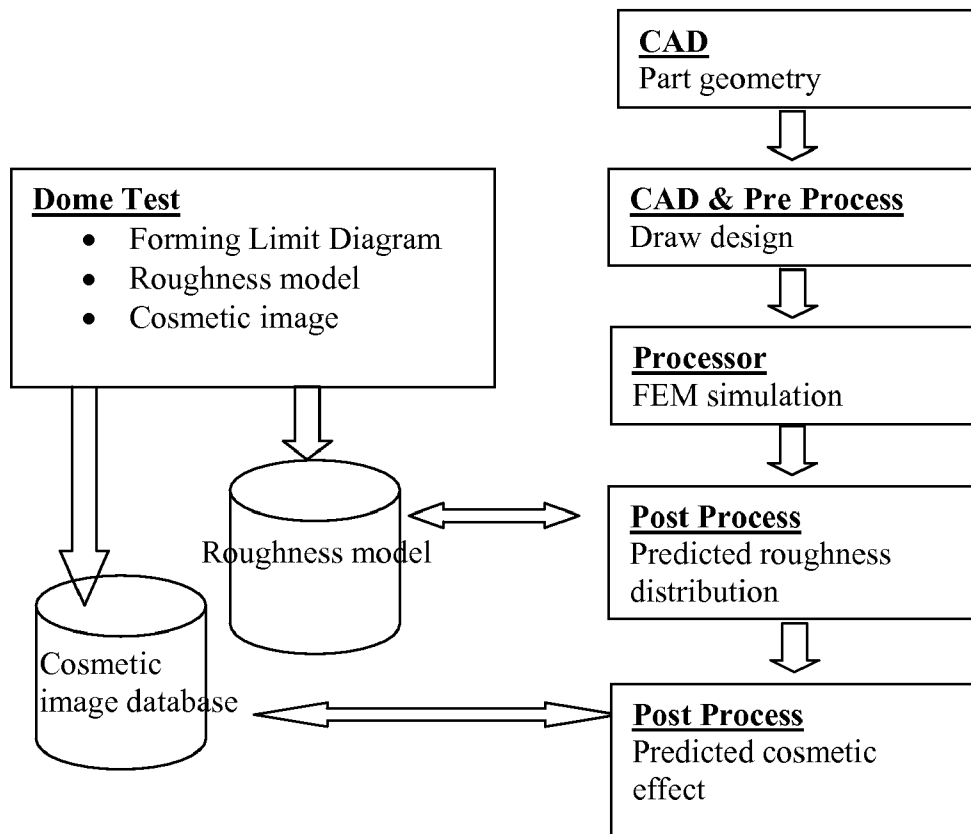 CAD
Part geometry
Dome Test
• Forming Limit Diagram
• Roughness model
• Cosmetic image
CAD & Pre Process
Draw design
Processor
FEM simulation
Roughness model
Post Process
Predicted roughness
distribution
Cosmetic
image database
Post Process
Predicted cosmetic
effect